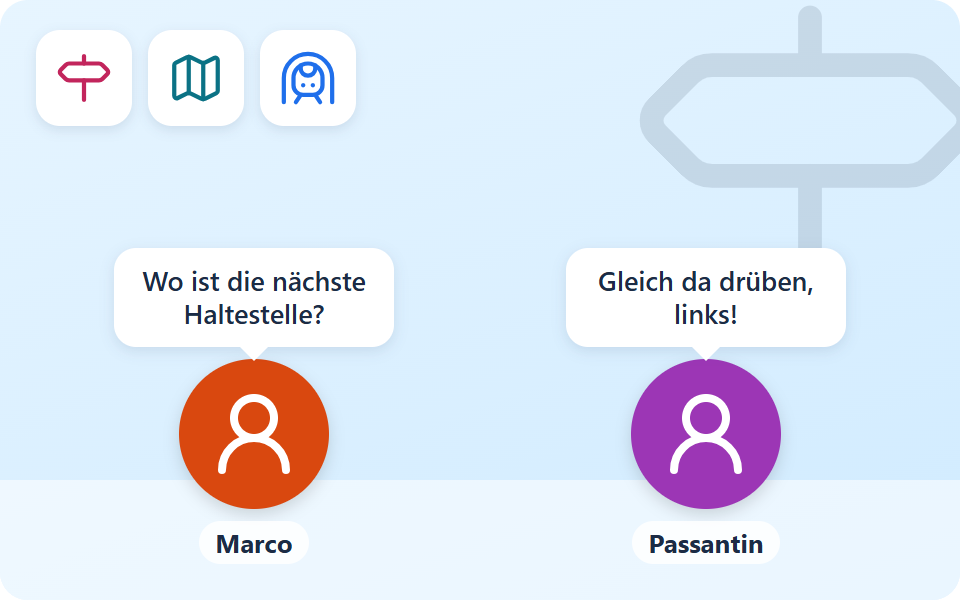 Wo ist die nächste
Haltestelle?
Gleich da drüben,
links!
Marco
Passantin